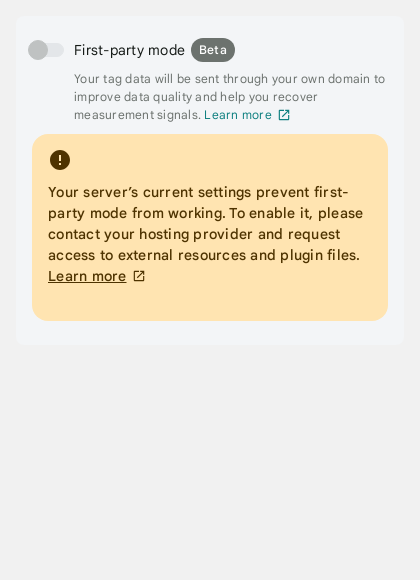 First-party mode Beta
Your tag data will be sent through your own domain to
improve data quality and help you recover
measurement signals. Learn more
Your server’s current settings prevent first-
party mode from working. To enable it, please
contact your hosting provider and request
access to external resources and plugin files.
Learn more